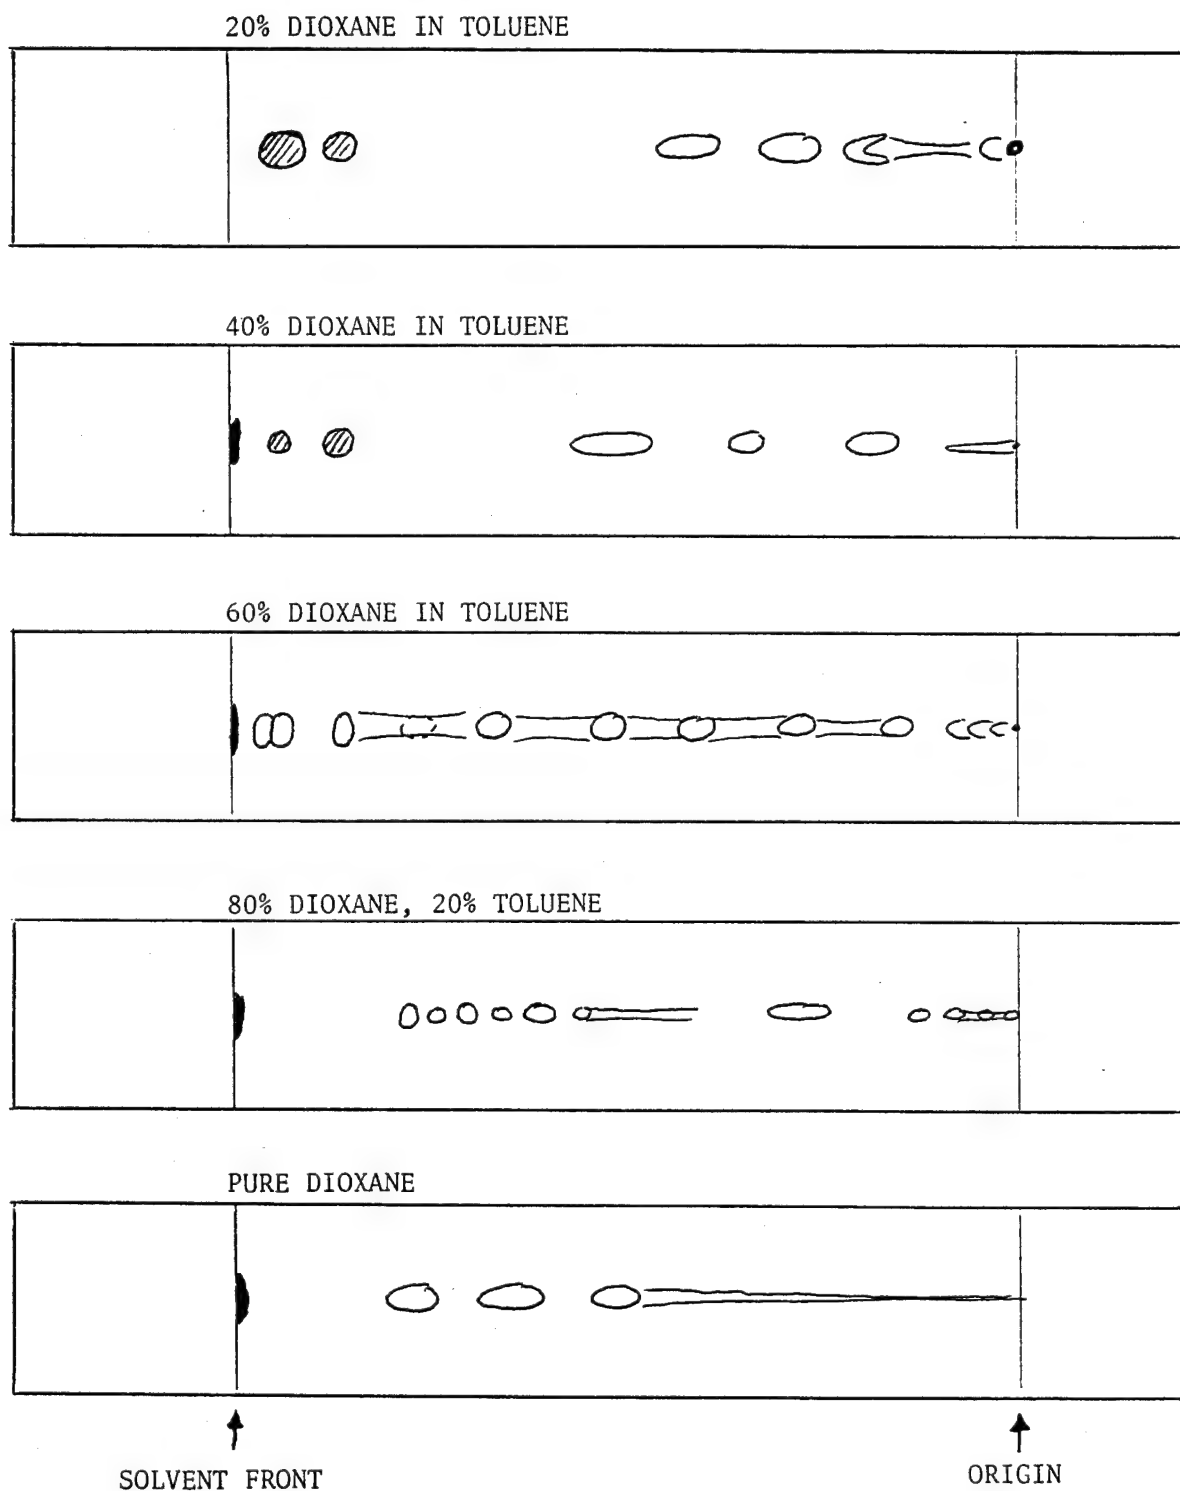 20% DIOXANE IN TOLUENE
40% DIOXANE IN TOLUENE
60% DIOXANE IN TOLUENE
80% DIOXANE, 20% TOLUENE
PURE DIOXANE
SOLVENT FRONT
ORIGIN